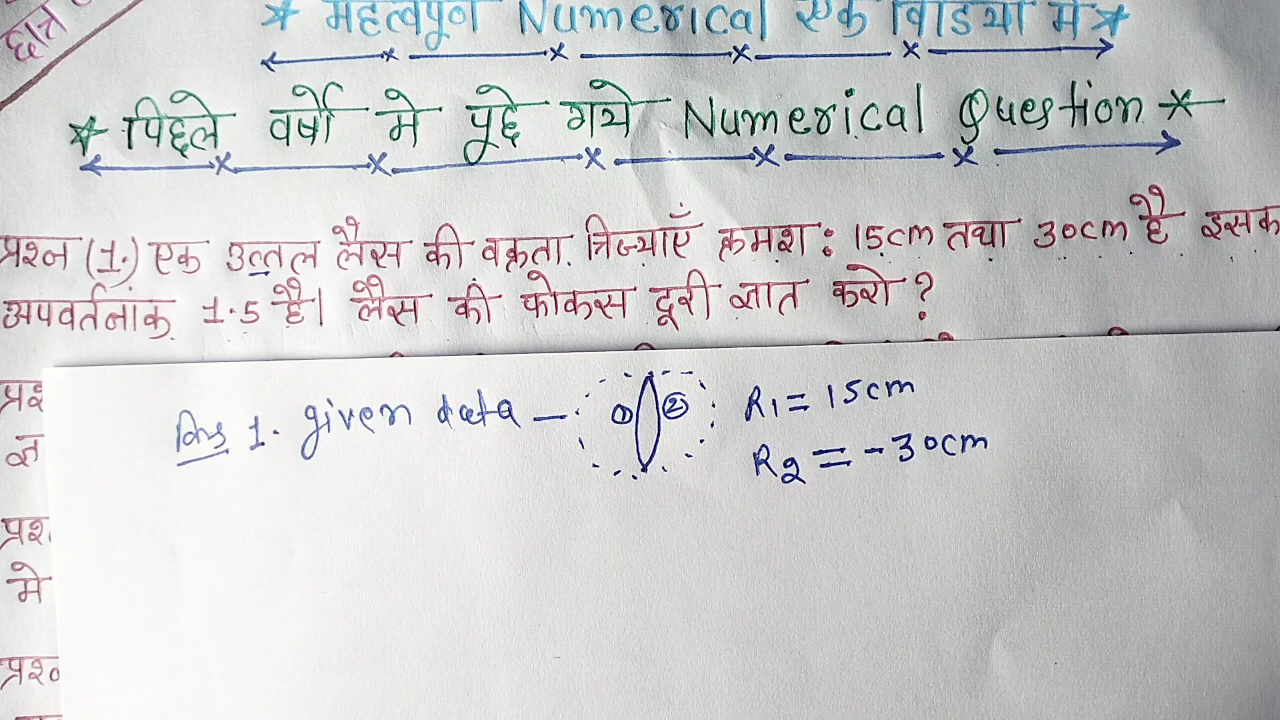 छात्र
* महत्वपूर्ण Numerical एक विडियो मे *
* पिछले वर्षो मे पूछे गये Numerical Question *
प्रश्न (1.) एक उत्तल लैंस की वक्रता त्रिज्याएँ क्रमश: 15cm तथा 30cm है इसक
अपवर्तनाक 1.5 है। लैंस की फोकस दूरी ज्ञात करो ?
प्रश
ज्ञ
Ans 1. given data – ① ② R1 = 15cm
R2 = -30cm
प्रश
मे
प्रश्न